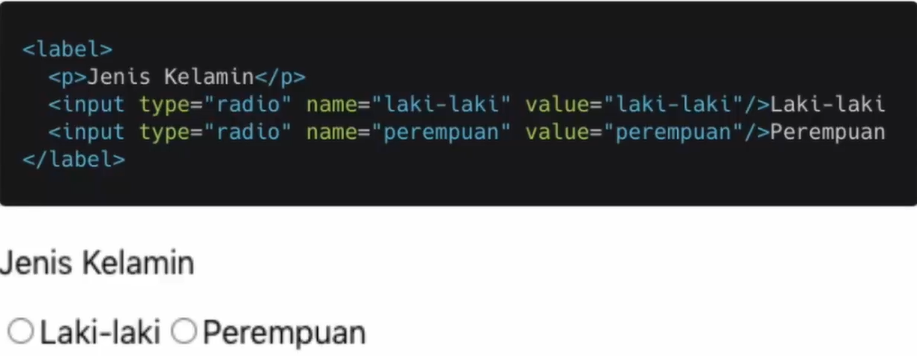 <label>
<p>Jenis Kelamin</p>
<input type="radio" name="laki-laki" value="laki-laki"/>Laki-laki
<input type="radio" name="perempuan" value="perempuan"/>Perempuan
</label>
Jenis Kelamin
Laki-laki Perempuan